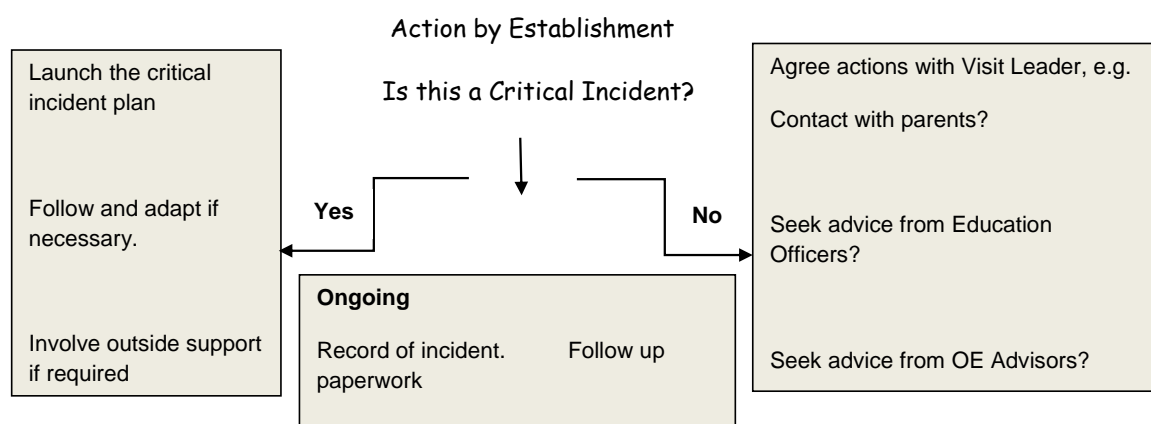 Action by Establishment
Is this a Critical Incident?
Launch the critical
incident plan
Follow and adapt if
necessary.
Involve outside support
if required
Yes
No
Agree actions with Visit Leader, e.g.
Contact with parents?
Seek advice from Education
Officers?
Seek advice from OE Advisors?
Ongoing
Record of incident. Follow up
paperwork